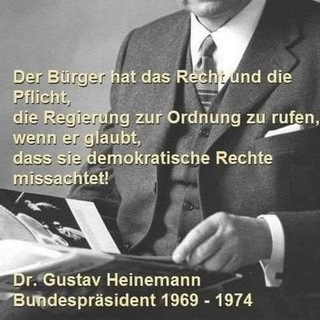 Der Bürger hat das Recht und die
Pflicht,
die Regierung zur Ordnung zu rufen,
wenn er glaubt,
dass sie demokratische Rechte
missachtet!
Dr. Gustav Heinemann
Bundespräsident 1969 - 1974